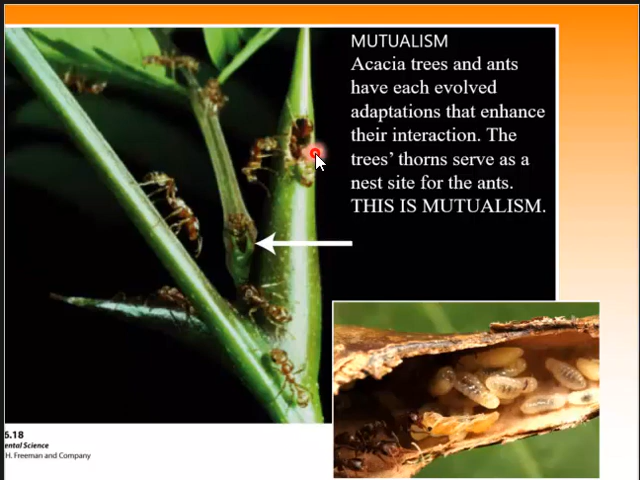 MUTUALISM
Acacia trees and ants
have each evolved
adaptations that enhance
their interaction. The
trees’ thorns serve as a
nest site for the ants.
THIS IS MUTUALISM.
6.18
ental Science
H. Freeman and Company